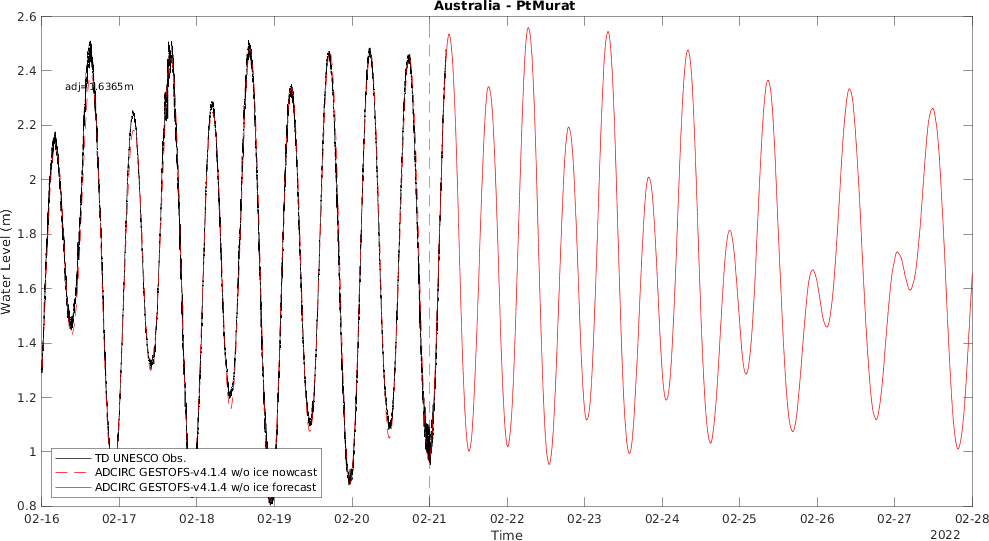 Australia - PtMurat
2.6
2.4
2.2
2
1.8
1.6
1.4
1.2
1
0.8
Water Level (m)
adj=1.6365m
TD UNESCO Obs.
ADCIRC GESTOFS-v4.1.4 w/o ice nowcast
ADCIRC GESTOFS-v4.1.4 w/o ice forecast
02-16 02-17 02-18 02-19 02-20 02-21 02-22 02-23 02-24 02-25 02-26 02-27 02-28
Time
2022